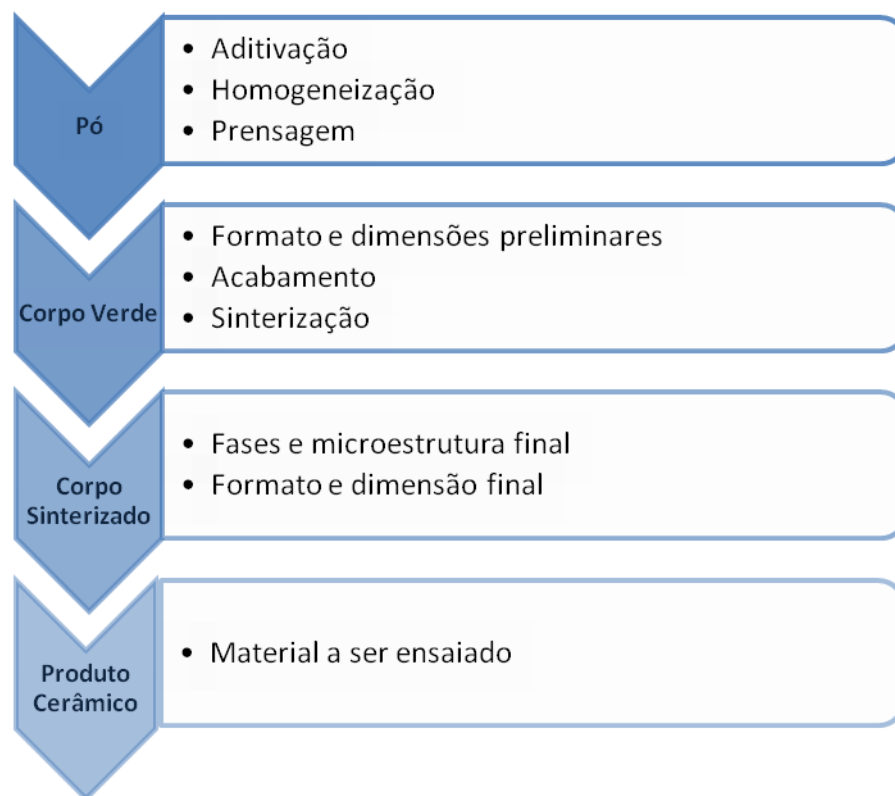 Pó
• Aditivação
• Homogeneização
• Prensagem
Corpo Verde
• Formato e dimensões preliminares
• Acabamento
• Sinterização
Corpo
Sinterizado
• Fases e microestrutura final
• Formato e dimensão final
Produto
Cerâmico
• Material a ser ensaiado